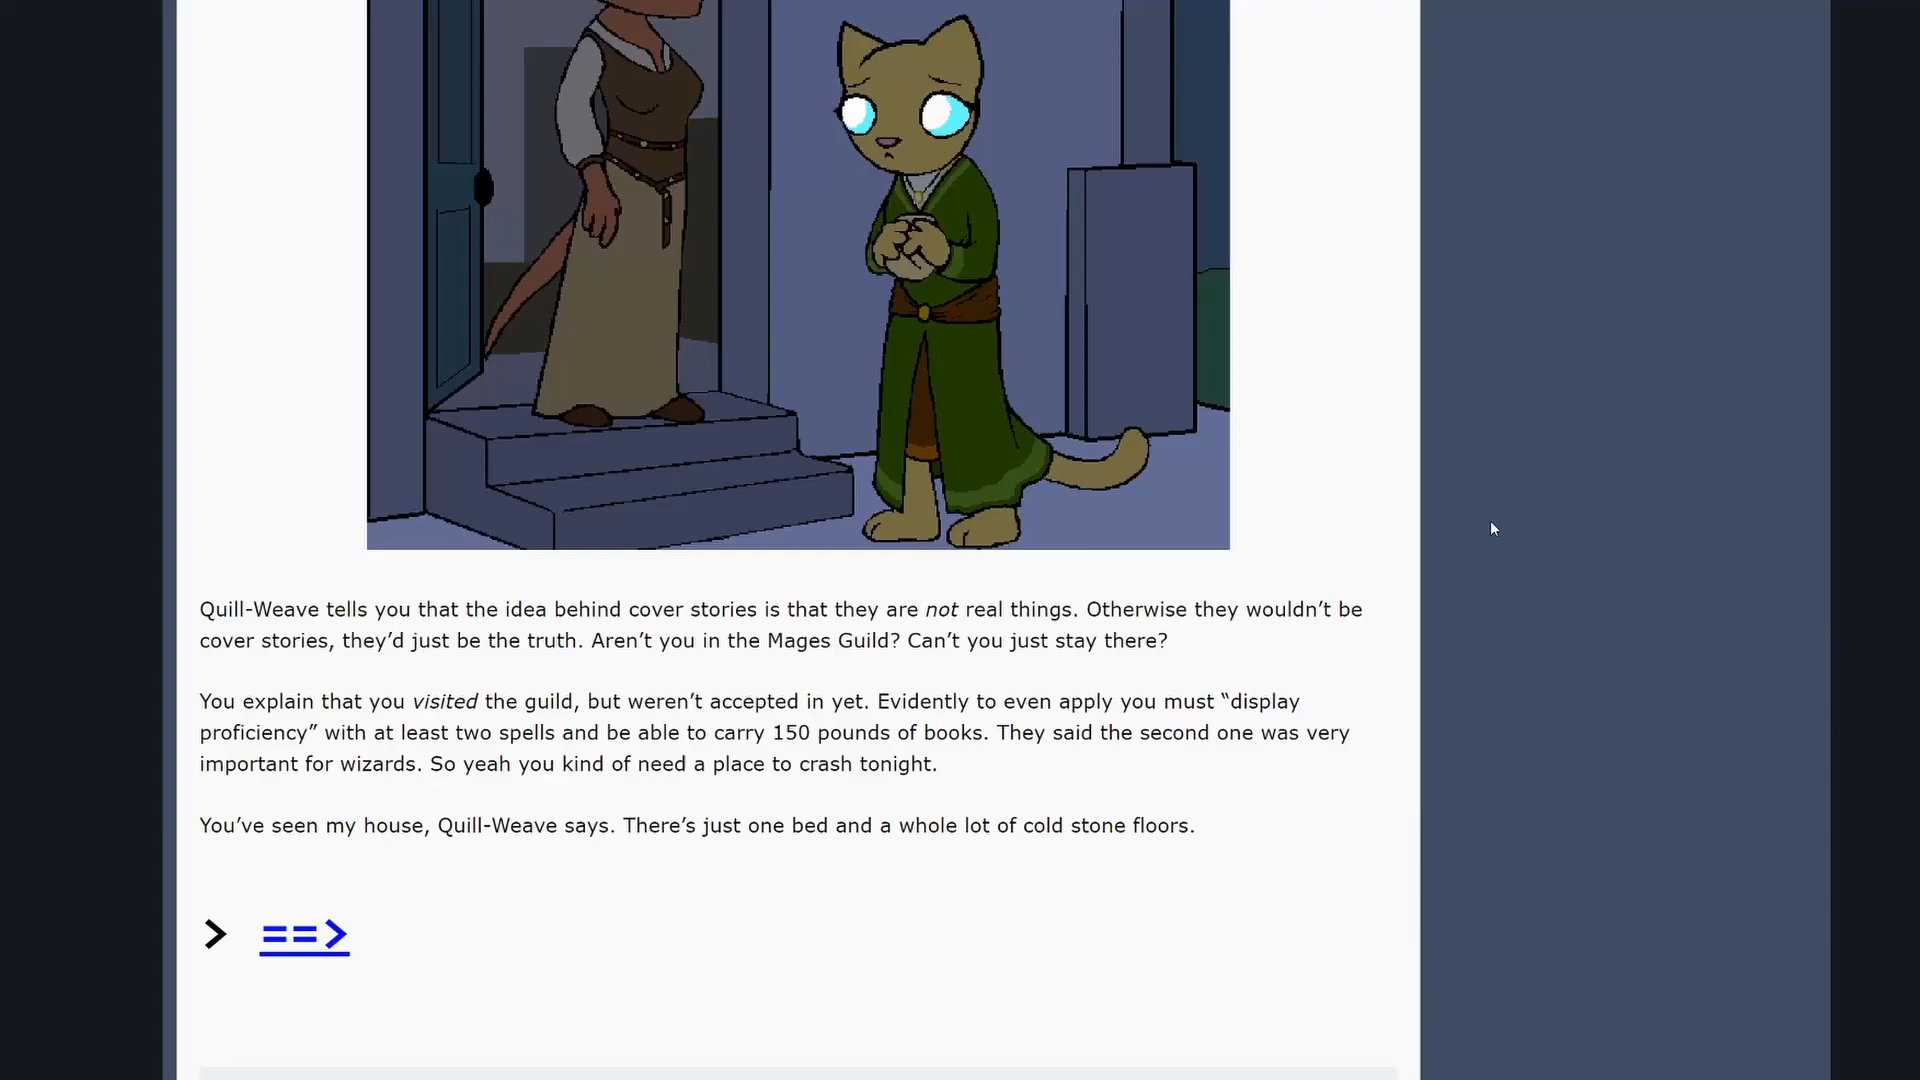 Quill-Weave tells you that the idea behind cover stories is that they are not real things. Otherwise they wouldn’t be
cover stories, they’d just be the truth. Aren’t you in the Mages Guild? Can’t you just stay there?
You explain that you visited the guild, but weren’t accepted in yet. Evidently to even apply you must “display
proficiency” with at least two spells and be able to carry 150 pounds of books. They said the second one was very
important for wizards. So yeah you kind of need a place to crash tonight.
You’ve seen my house, Quill-Weave says. There’s just one bed and a whole lot of cold stone floors.
> ==>